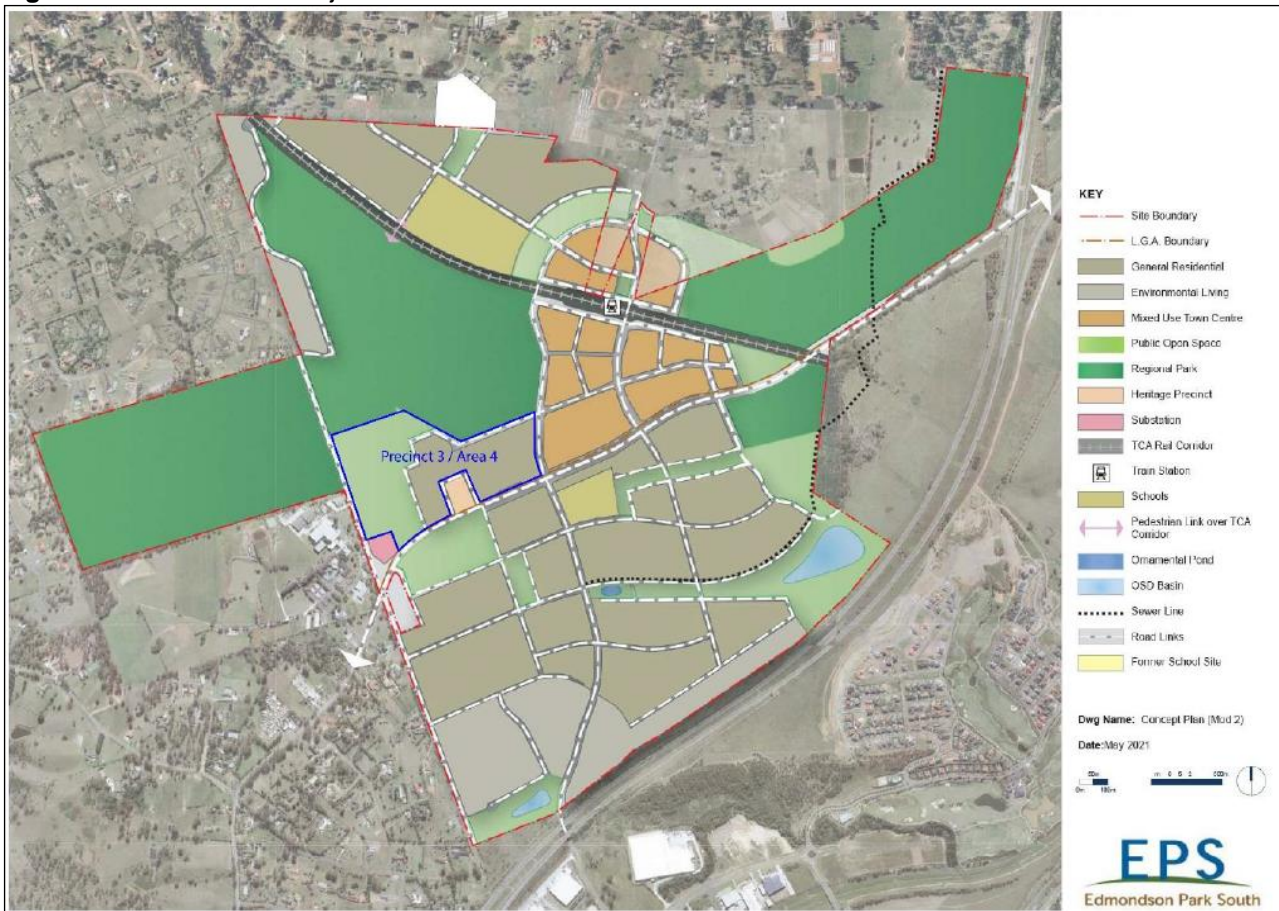 Precinct 3 / Area 4
KEY
Site Boundary
L.G.A. Boundary
General Residential
Environmental Living
Mixed Use Town Centre
Public Open Space
Regional Park
Heritage Precinct
Substation
TCA Rail Corridor
Train Station
Schools
Pedestrian Link over TCA
Corridor
Ornamental Pond
OSD Basin
Sewer Line
Road Links
Former School Site
Dwg Name: Concept Plan (Mod 2)
Date:May 2021
EPS
Edmondson Park South